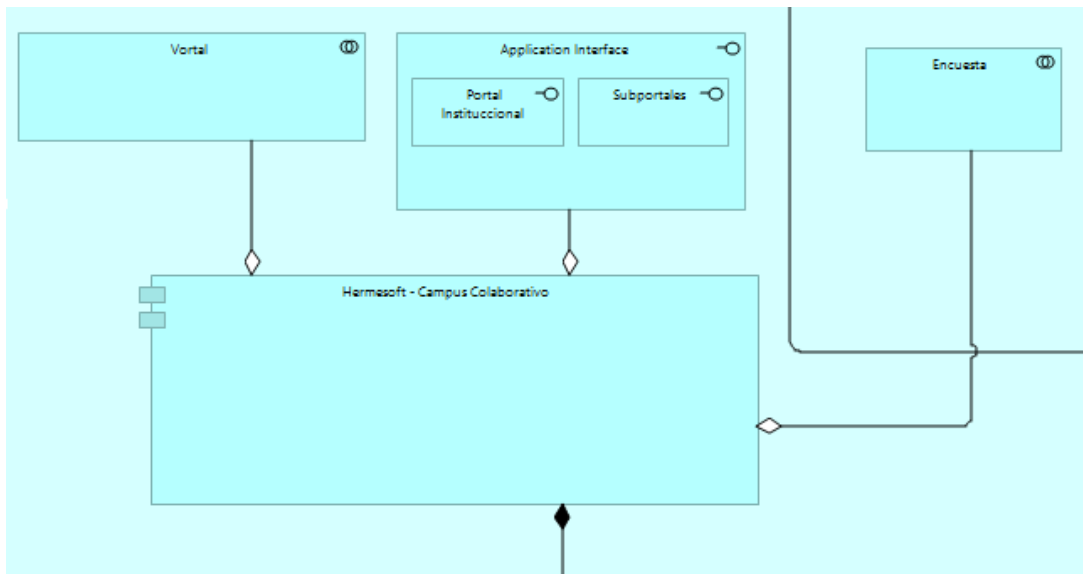 Vortal
Application Interface
Portal
Instituccional
Subportales
Encuesta
Hermesoft - Campus Colaborativo